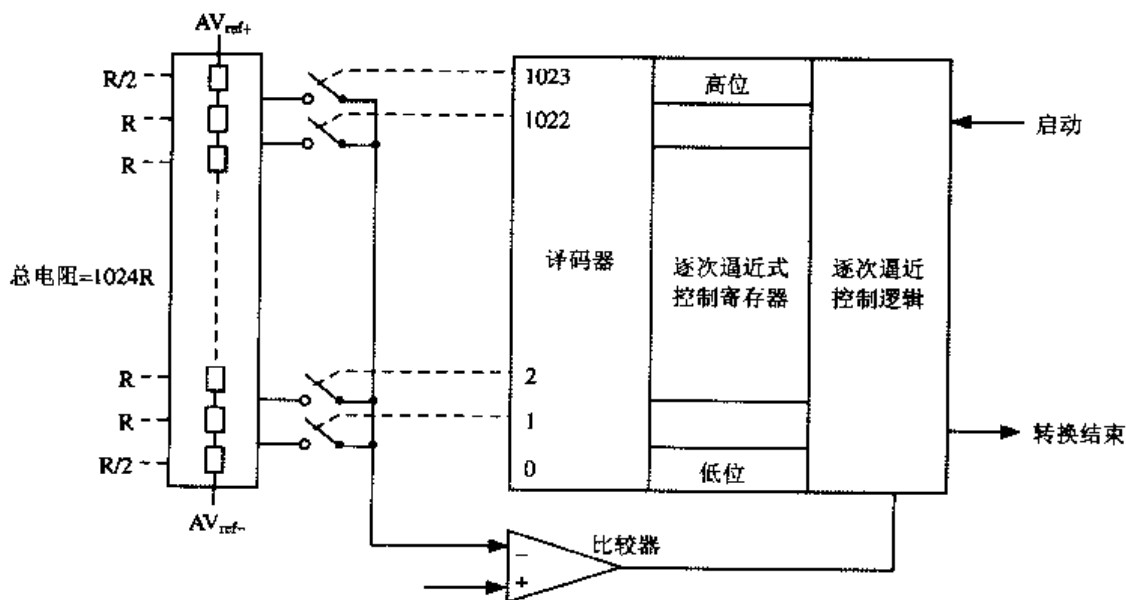 AVref+
R/2
R
R
总电阻=1024R
R
R
R/2
AVref-
1023
1022
2
1
0
译码器
高位
逐次逼近式
控制寄存器
低位
逐次逼近
控制逻辑
启动
转换结束
比较器
−
+